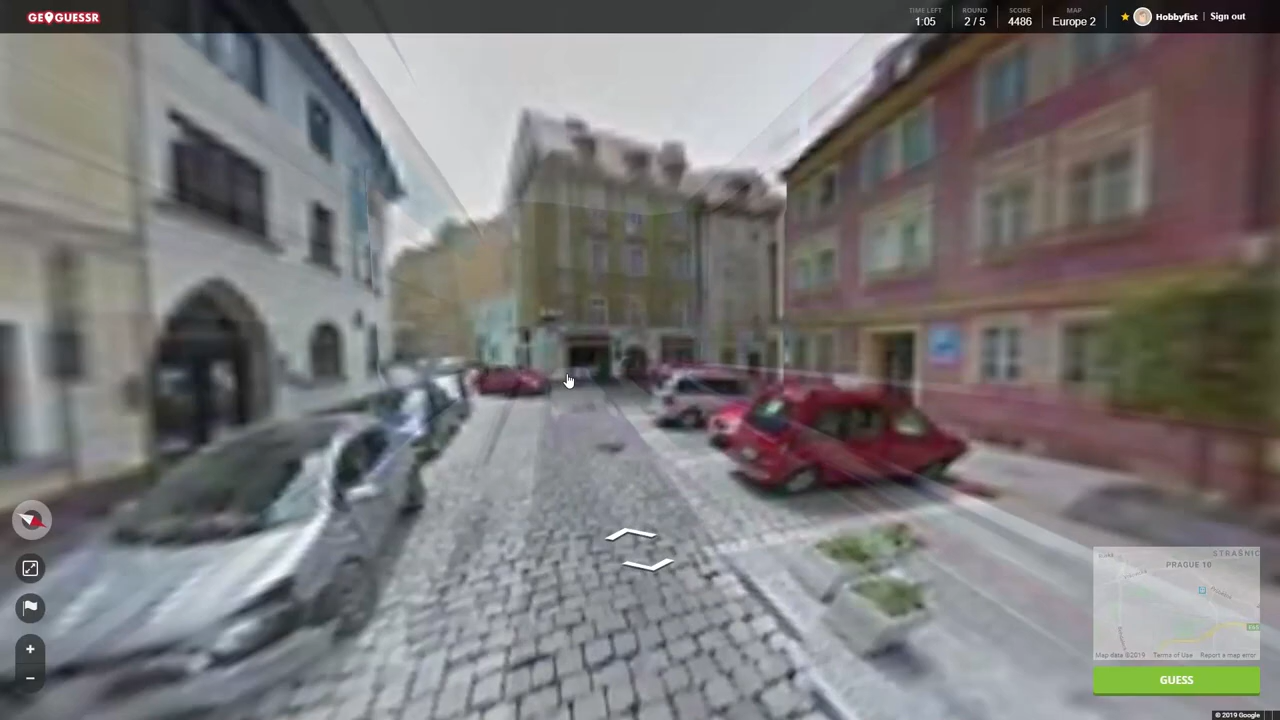 GEOGUESSR
TIME LEFT
1:05
ROUND
2 / 5
SCORE
4486
MAP
Europe 2
Hobbyfist
Sign out
STRAŠNIC
PRAGUE 10
Map data ©2019
Terms of Use
Report a map error
GUESS
© 2019 Google